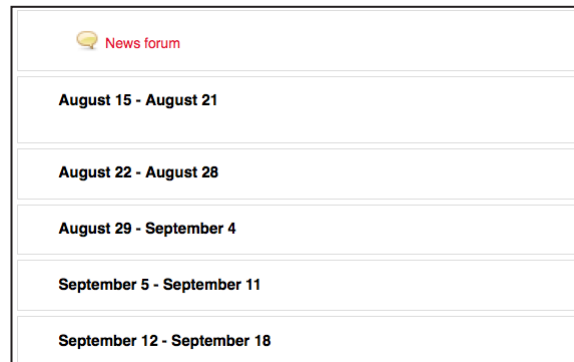 News forum
August 15 - August 21
August 22 - August 28
August 29 - September 4
September 5 - September 11
September 12 - September 18